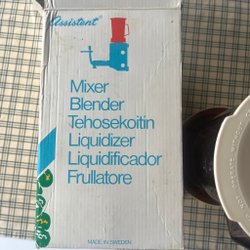 Assistent
Mixer
Blender
Tehosekoitin
Liquidizer
Liquidificador
Frullatore
MADE IN SWEDEN